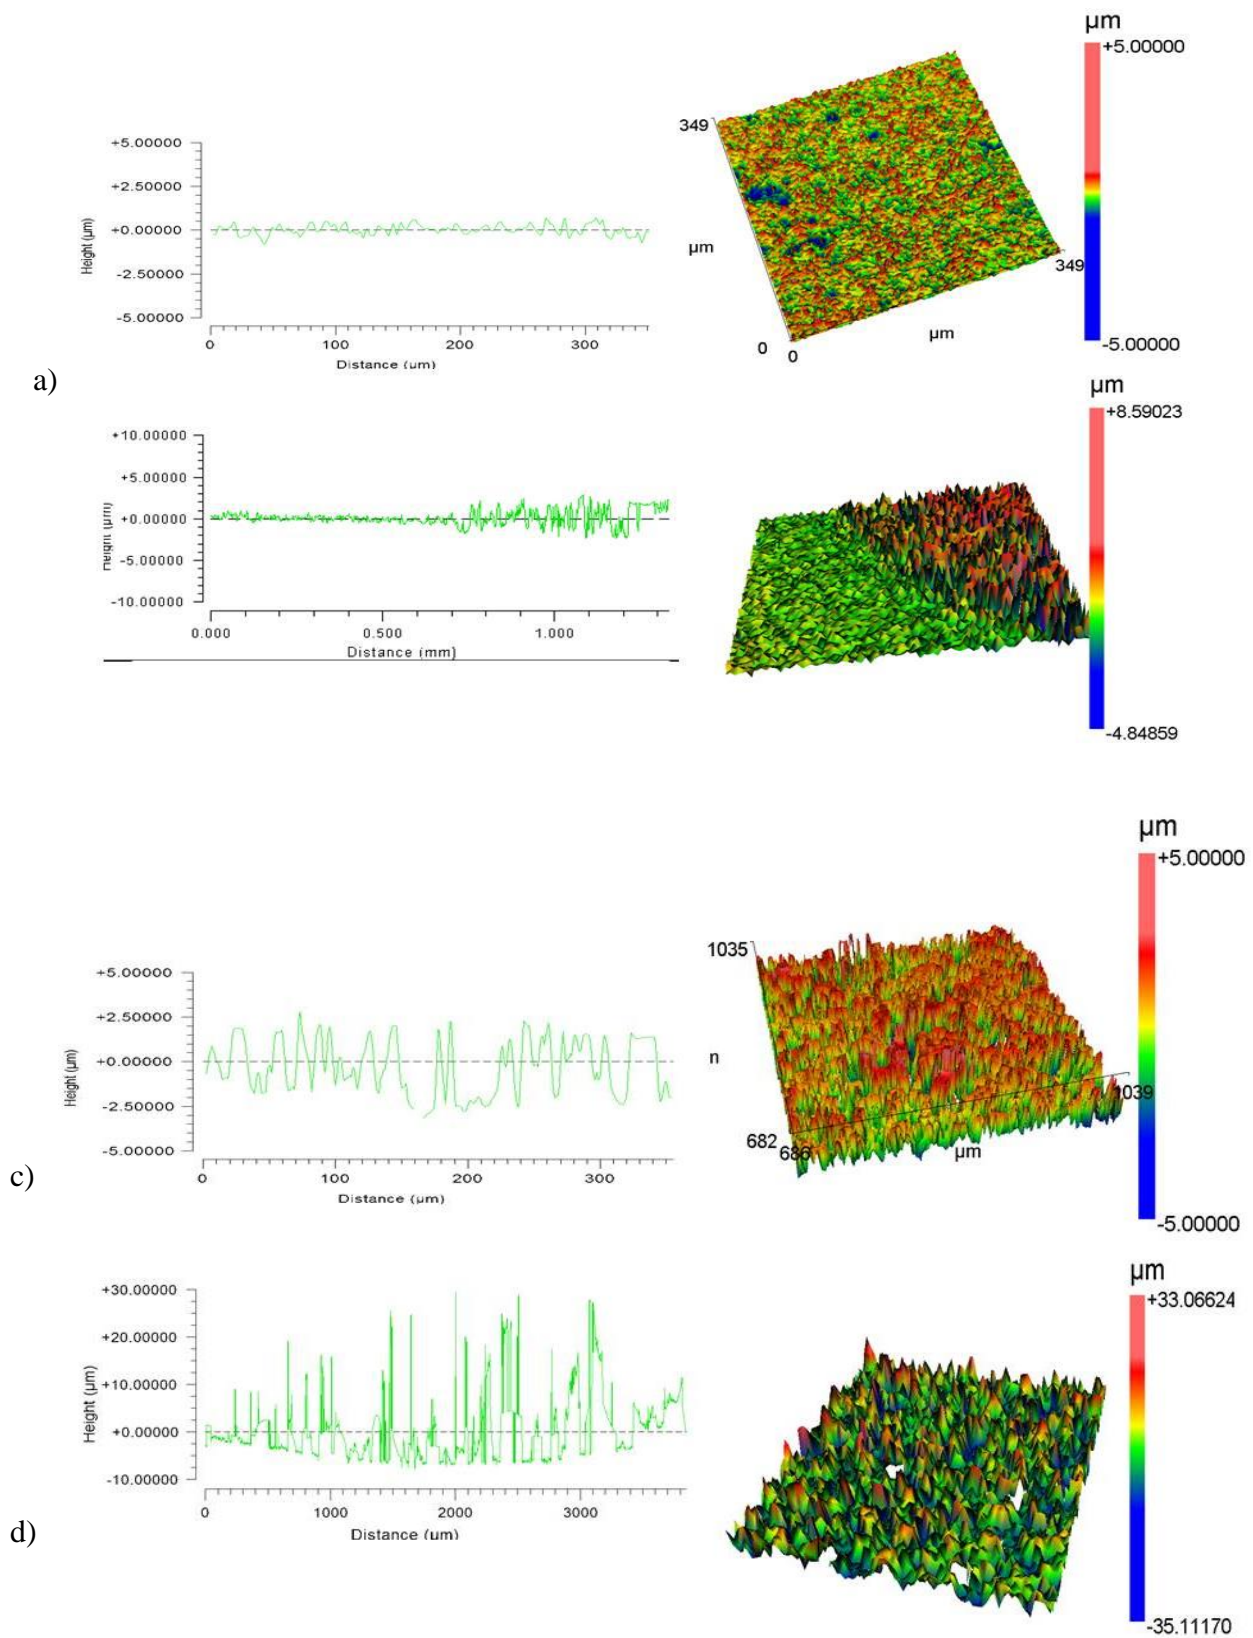 µm
+5.00000
-5.00000
349
µm
349
µm
0
0
+5.00000
+2.50000
+0.00000
-2.50000
-5.00000
Height (µm)
0 100 200 300
Distance (µm)
a)
µm
+8.59023
-4.84859
+10.00000
+5.00000
+0.00000
-5.00000
-10.00000
Height (µm)
0.000 0.500 1.000
Distance (mm)
µm
+5.00000
-5.00000
1035
n
682
686
µm
1039
+5.00000
+2.50000
+0.00000
-2.50000
-5.00000
Height (µm)
0 100 200 300
Distance (µm)
c)
µm
+33.06624
-35.11170
+30.00000
+20.00000
+10.00000
+0.00000
-10.00000
Height (µm)
0 1000 2000 3000
Distance (µm)
d)